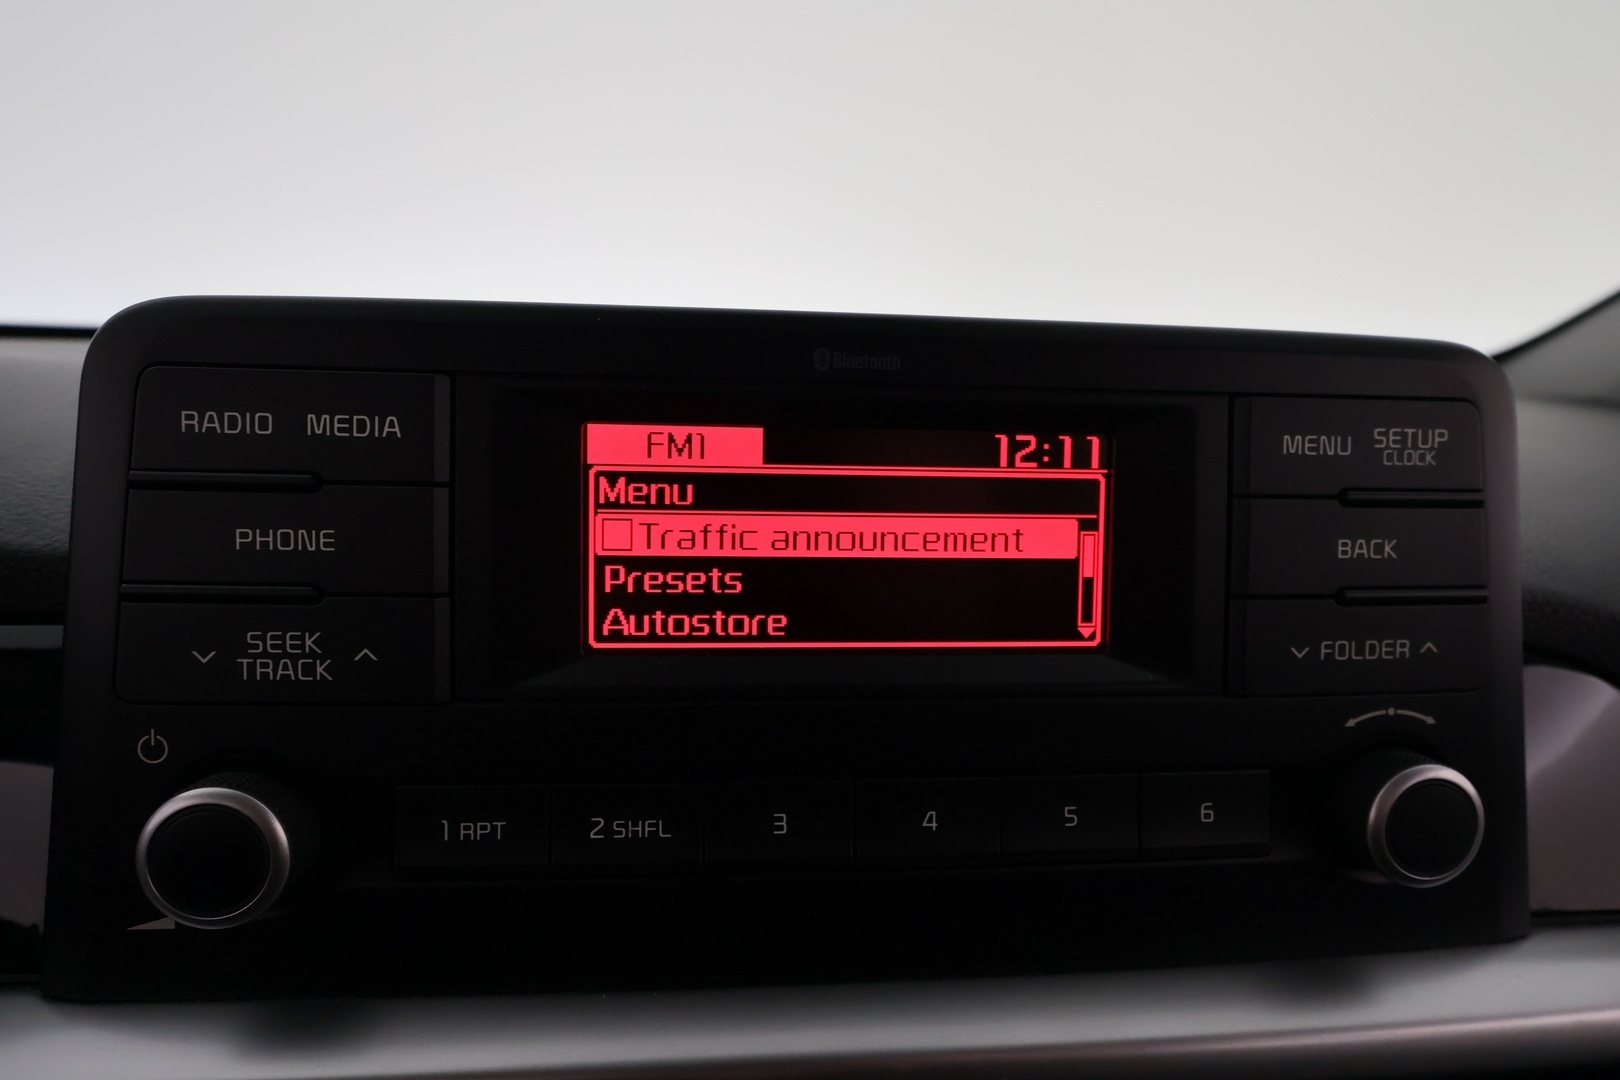 Bluetooth
RADIO MEDIA
PHONE
SEEK
TRACK
FM1 12:11
Menu
Traffic announcement
Presets
Autostore
MENU SETUP
CLOCK
BACK
FOLDER
1 RPT 2 SHFL 3 4 5 6